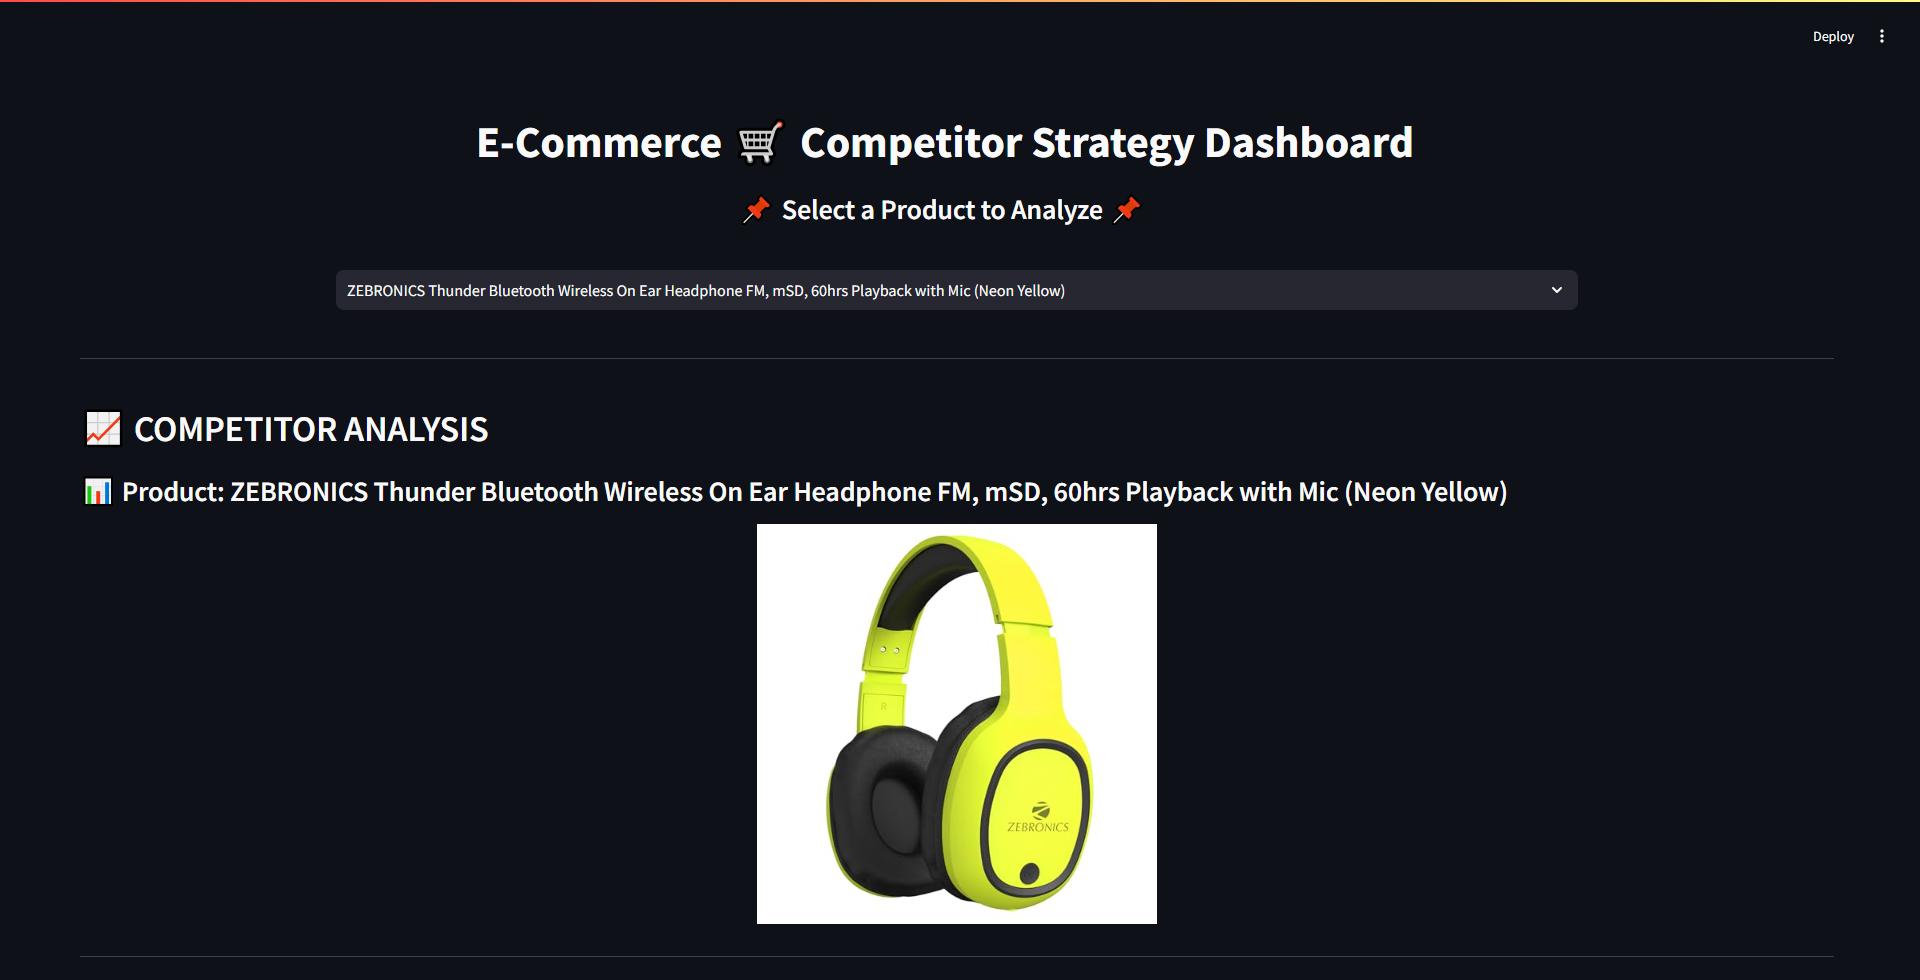 Deploy
E-Commerce 🛒 Competitor Strategy Dashboard
📌 Select a Product to Analyze 📌
ZEBRONICS Thunder Bluetooth Wireless On Ear Headphone FM, mSD, 60hrs Playback with Mic (Neon Yellow)
📈 COMPETITOR ANALYSIS
📊 Product: ZEBRONICS Thunder Bluetooth Wireless On Ear Headphone FM, mSD, 60hrs Playback with Mic (Neon Yellow)
R
ZEBRONICS